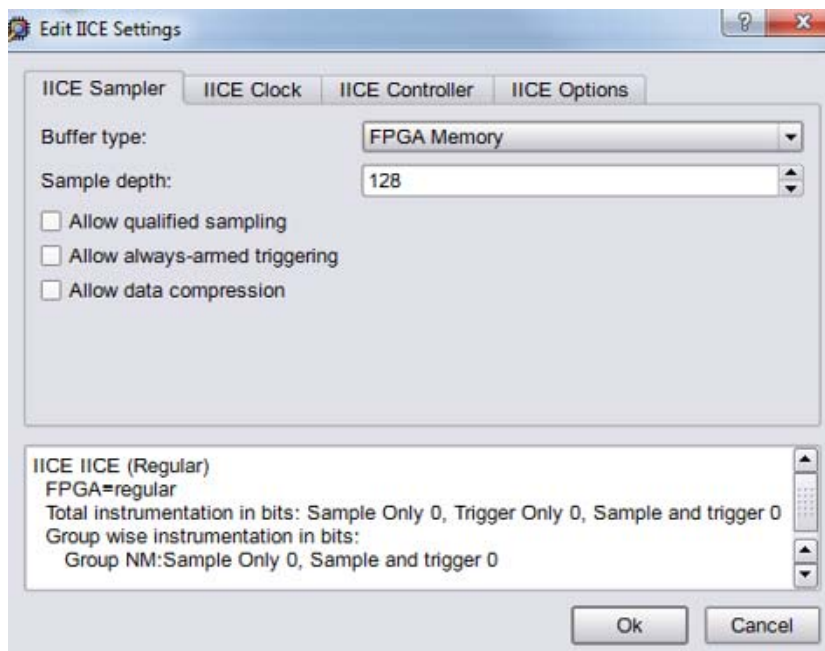 Edit IICE Settings
IICE Sampler IICE Clock IICE Controller IICE Options
Buffer type: FPGA Memory
Sample depth: 128
Allow qualified sampling
Allow always-armed triggering
Allow data compression
IICE IICE (Regular)
FPGA=regular
Total instrumentation in bits: Sample Only 0, Trigger Only 0, Sample and trigger 0
Group wise instrumentation in bits:
Group NM:Sample Only 0, Sample and trigger 0
Ok Cancel